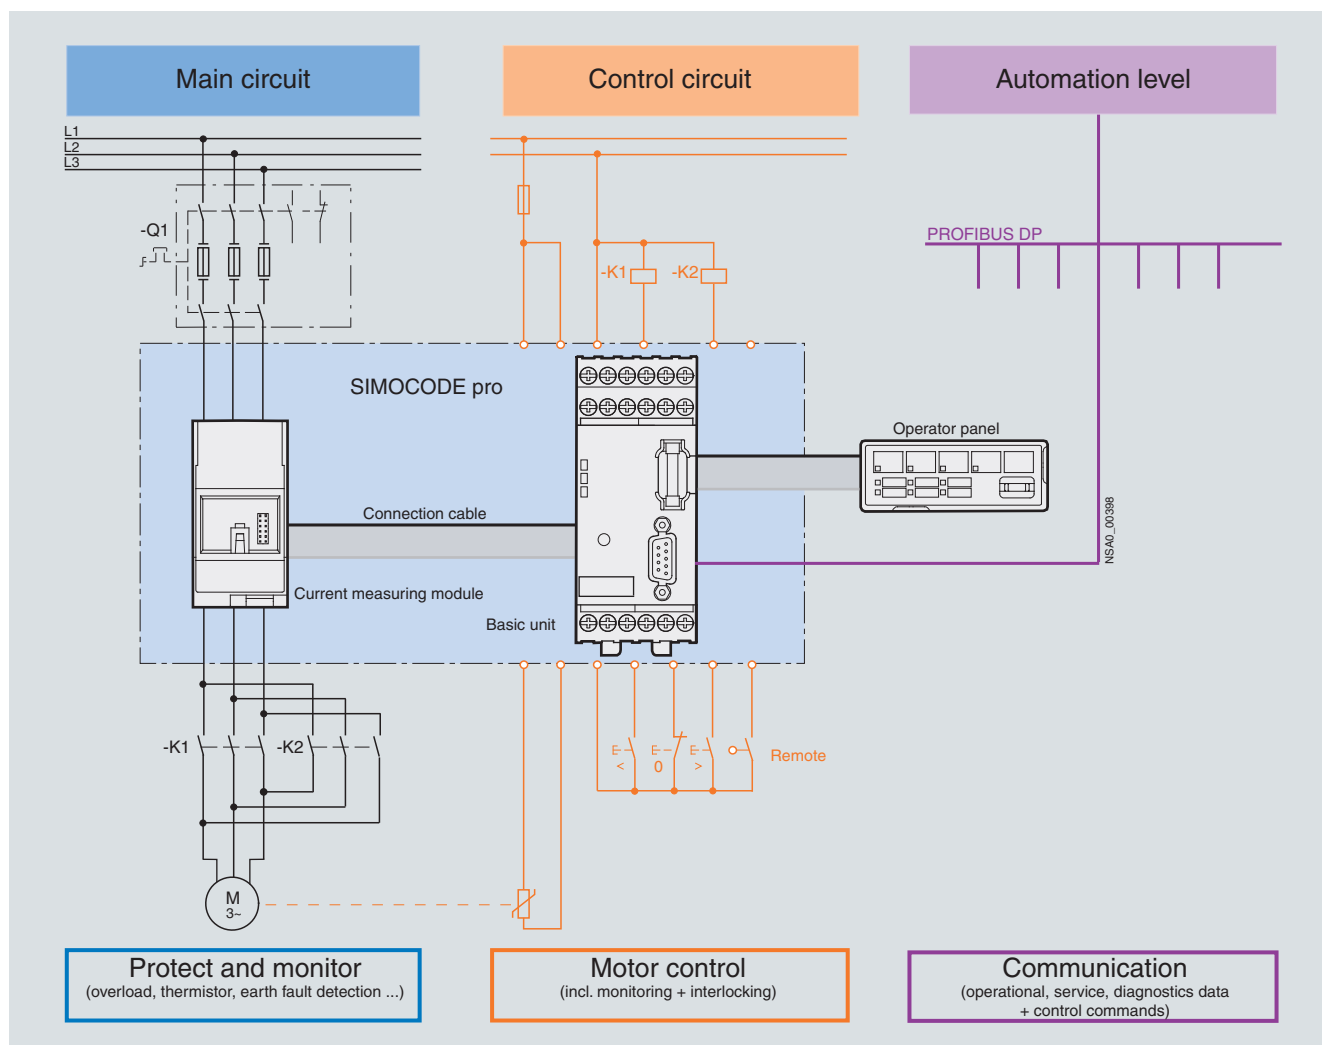 Main circuit
Control circuit
Automation level
L1
L2
L3
-Q1
PROFIBUS DP
-K1
-K2
SIMOCODE pro
Operator panel
Connection cable
NSA0_00398
Current measuring module
Basic unit
-K1
-K2
E
E
E
<
0
>
Remote
M
3~
Protect and monitor
(overload, thermistor, earth fault detection ...)
Motor control
(incl. monitoring + interlocking)
Communication
(operational, service, diagnostics data
+ control commands)